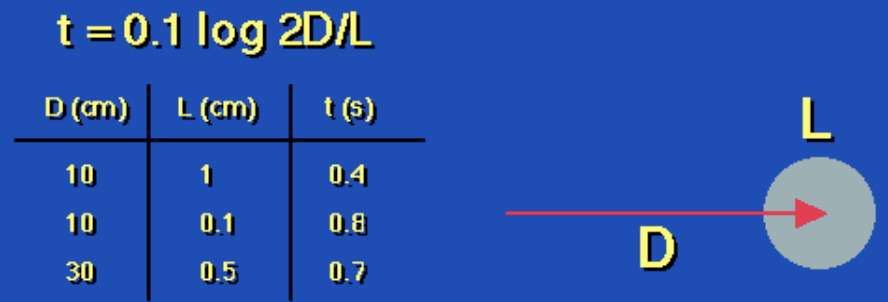 t = 0.1 log 2D/L
D (cm) L (cm) t (s)
10 1 0.4
10 0.1 0.8
30 0.5 0.7
L
D